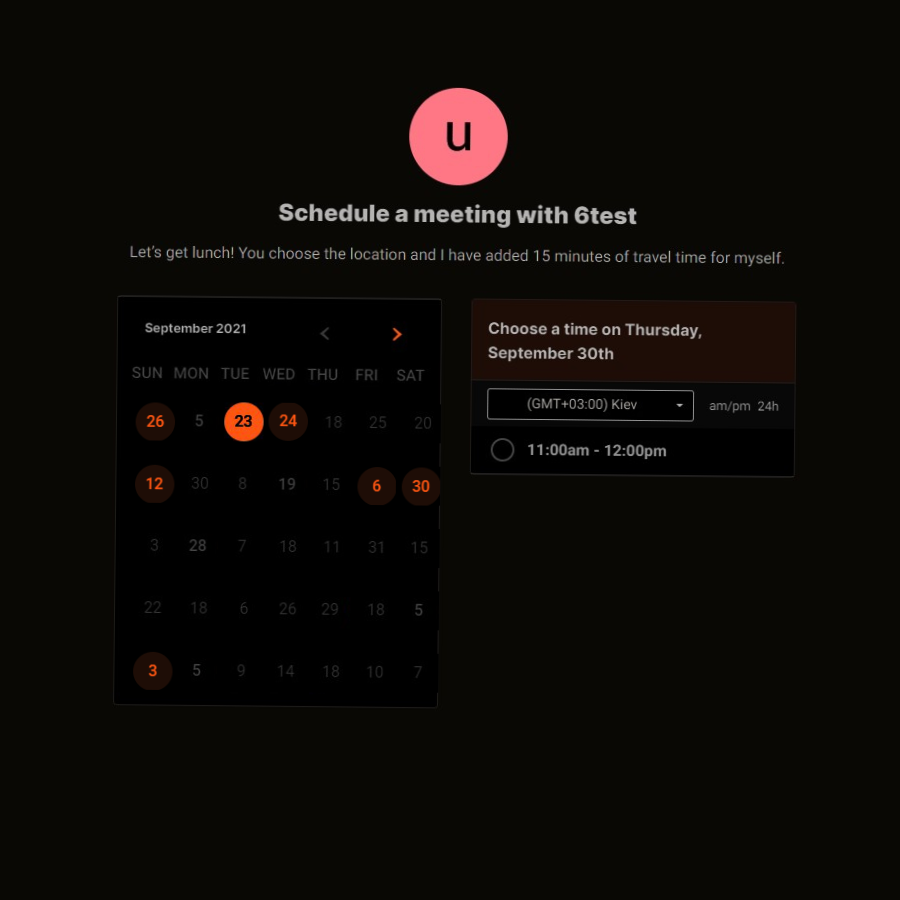 u
Schedule a meeting with 6test
Let's get lunch! You choose the location and I have added 15 minutes of travel time for myself.
September 2021
SUN MON TUE WED THU FRI SAT
26 5 23 24 18 25 20
12 30 8 19 15 6 30
3 28 7 18 11 31 15
22 18 6 26 29 18 5
3 5 9 14 18 10 7
Choose a time on Thursday,
September 30th
(GMT+03:00) Kiev am/pm 24h
11:00am - 12:00pm